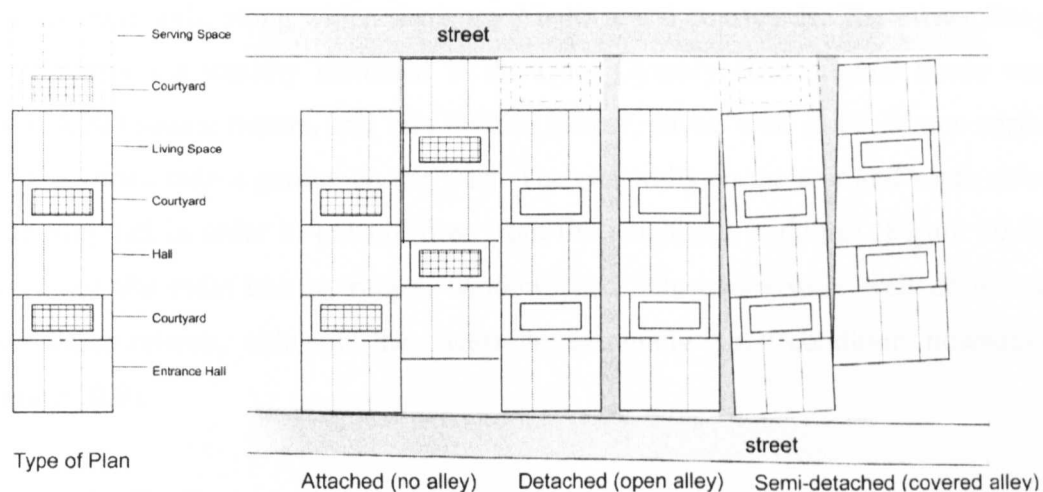 Serving Space
street
Courtyard
Living Space
Courtyard
Hall
Courtyard
Entrance Hall
street
Type of Plan
Attached (no alley)
Detached (open alley)
Semi-detached (covered alley)